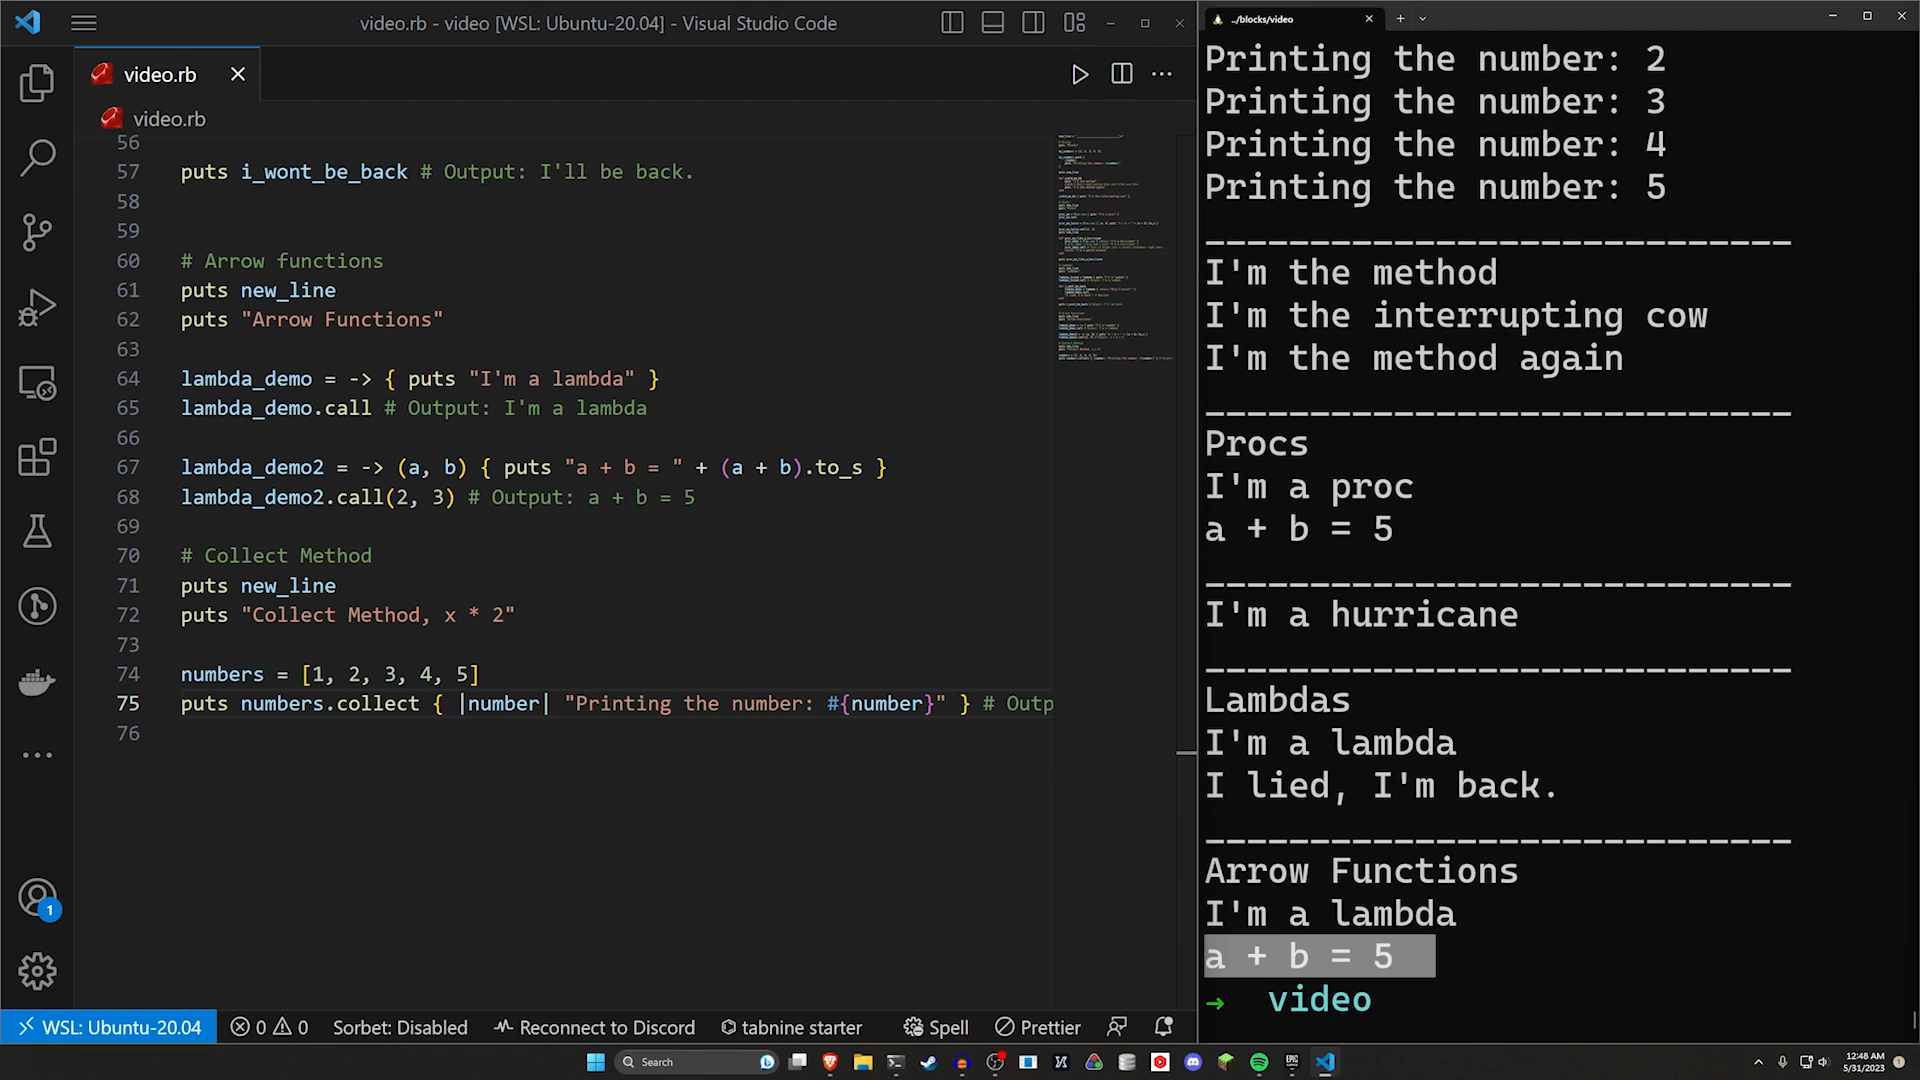 video.rb - video [WSL: Ubuntu-20.04] - Visual Studio Code
video.rb
video.rb
56
57 puts i_wont_be_back # Output: I'll be back.
58
59
60 # Arrow functions
61 puts new_line
62 puts "Arrow Functions"
63
64 lambda_demo = -> { puts "I'm a lambda" }
65 lambda_demo.call # Output: I'm a lambda
66
67 lambda_demo2 = -> (a, b) { puts "a + b = " + (a + b).to_s }
68 lambda_demo2.call(2, 3) # Output: a + b = 5
69
70 # Collect Method
71 puts new_line
72 puts "Collect Method, x * 2"
73
74 numbers = [1, 2, 3, 4, 5]
75 puts numbers.collect { |number| "Printing the number: #{number}" } # Outp
76
1
WSL: Ubuntu-20.04 0 0 Sorbet: Disabled Reconnect to Discord tabnine starter Spell Prettier
../blocks/video
Printing the number: 2
Printing the number: 3
Printing the number: 4
Printing the number: 5
____________________________
I'm the method
I'm the interrupting cow
I'm the method again
____________________________
Procs
I'm a proc
a + b = 5
____________________________
I'm a hurricane
____________________________
Lambdas
I'm a lambda
I lied, I'm back.
____________________________
Arrow Functions
I'm a lambda
a + b = 5
→ video
Search
12:48 AM
5/31/2023